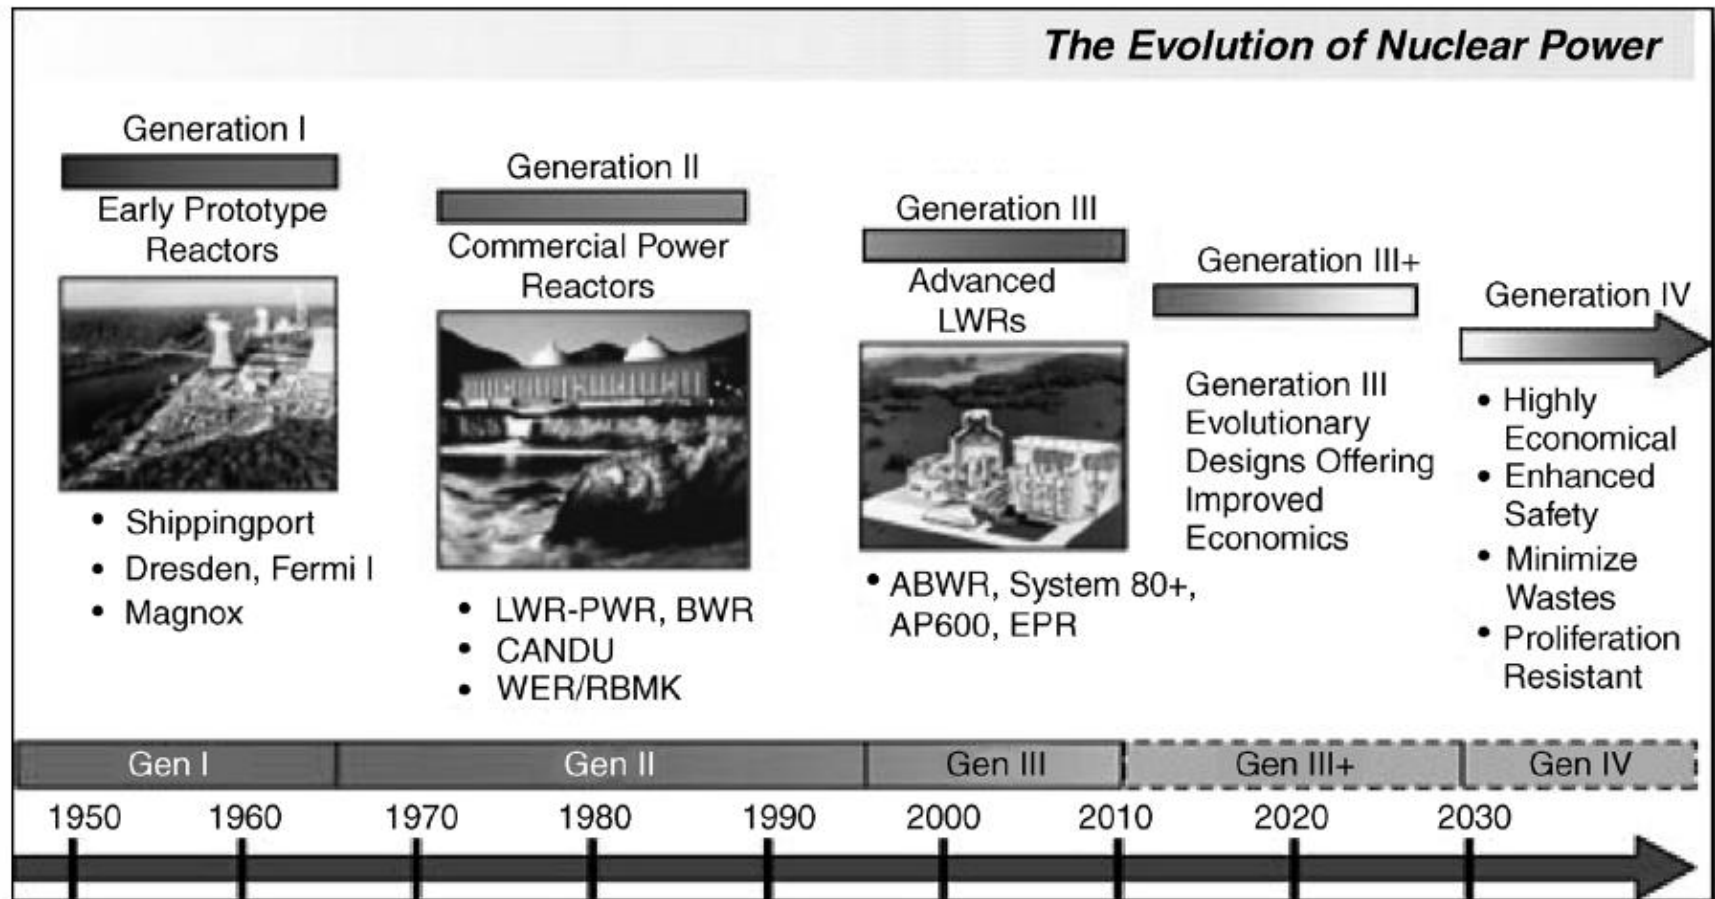 The Evolution of Nuclear Power
Generation I
Early Prototype
Reactors
• Shippingport
• Dresden, Fermi I
• Magnox
Generation II
Commercial Power
Reactors
• LWR-PWR, BWR
• CANDU
• WER/RBMK
Generation III
Advanced
LWRs
• ABWR, System 80+,
AP600, EPR
Generation III+
Generation III
Evolutionary
Designs Offering
Improved
Economics
Generation IV
• Highly
Economical
• Enhanced
Safety
• Minimize
Wastes
• Proliferation
Resistant
Gen I
Gen II
Gen III
Gen III+
Gen IV
1950
1960
1970
1980
1990
2000
2010
2020
2030